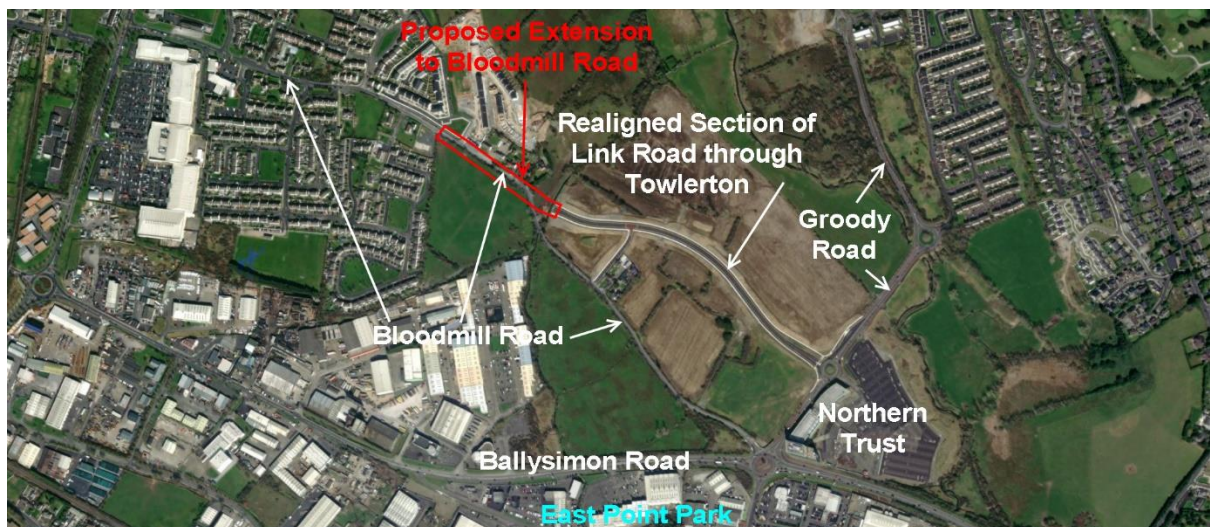 Proposed Extension
to Bloodmill Road
Realigned Section of
Link Road through
Towlerton
Groody
Road
Bloodmill Road
Northern
Trust
Ballysimon Road
East Point Park